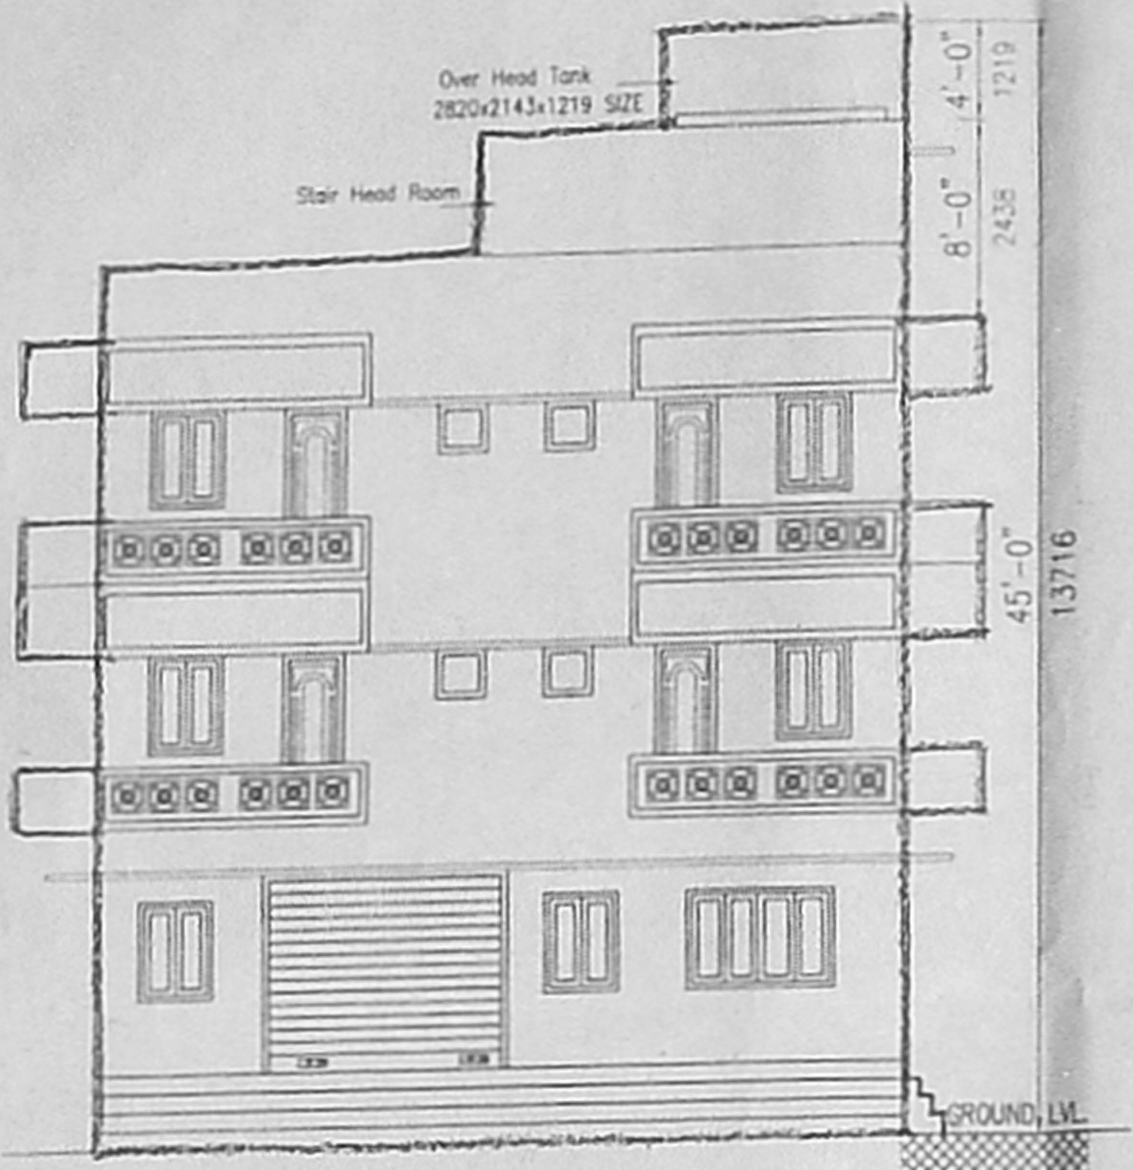 Over Head Tank
2820x2143x1219 SIZE
4'-0"
1219
Stair Head Room
8'-0"
2438
45'-0"
13716
GROUND LVL.